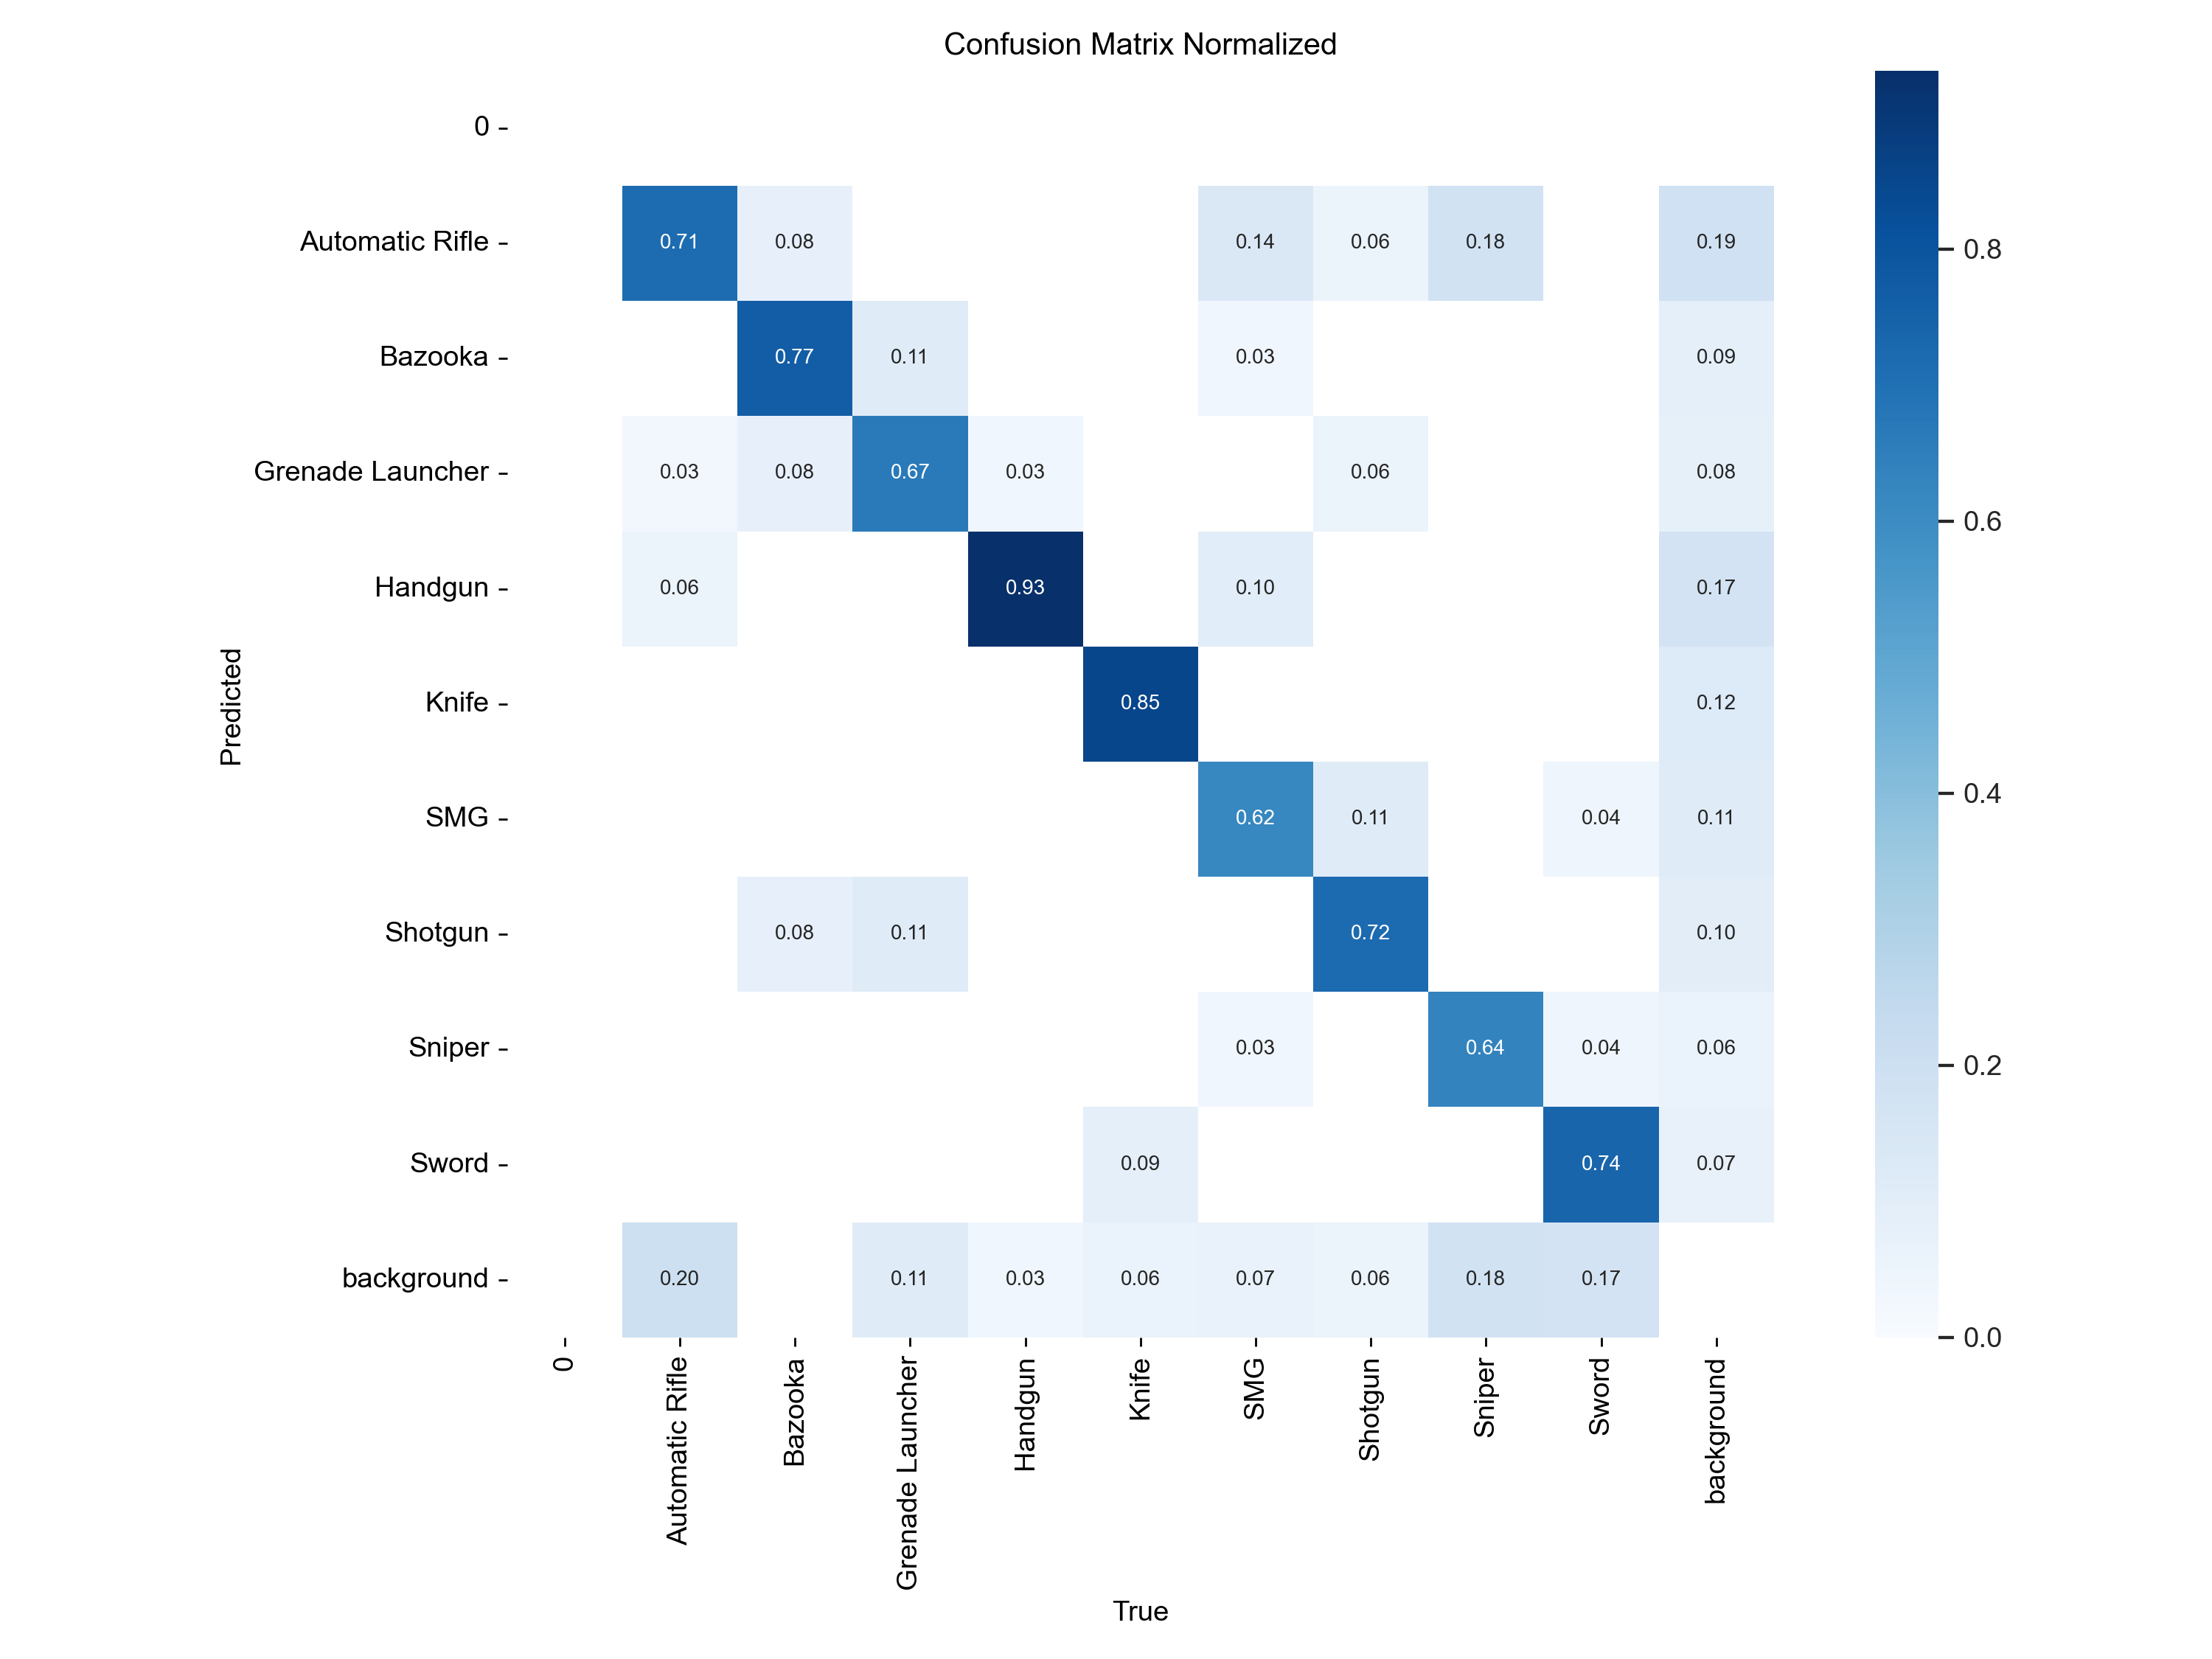 Confusion Matrix Normalized
0
Automatic Rifle 0.71 0.08 0.14 0.06 0.18 0.19
Bazooka 0.77 0.11 0.03 0.09
Grenade Launcher 0.03 0.08 0.67 0.03 0.06 0.08
Handgun 0.06 0.93 0.10 0.17
Knife 0.85 0.12
SMG 0.62 0.11 0.04 0.11
Shotgun 0.08 0.11 0.72 0.10
Sniper 0.03 0.64 0.04 0.06
Sword 0.09 0.74 0.07
background 0.20 0.11 0.03 0.06 0.07 0.06 0.18 0.17
Predicted
0
Automatic Rifle
Bazooka
Grenade Launcher
Handgun
Knife
SMG
Shotgun
Sniper
Sword
background
True
0.8
0.6
0.4
0.2
0.0